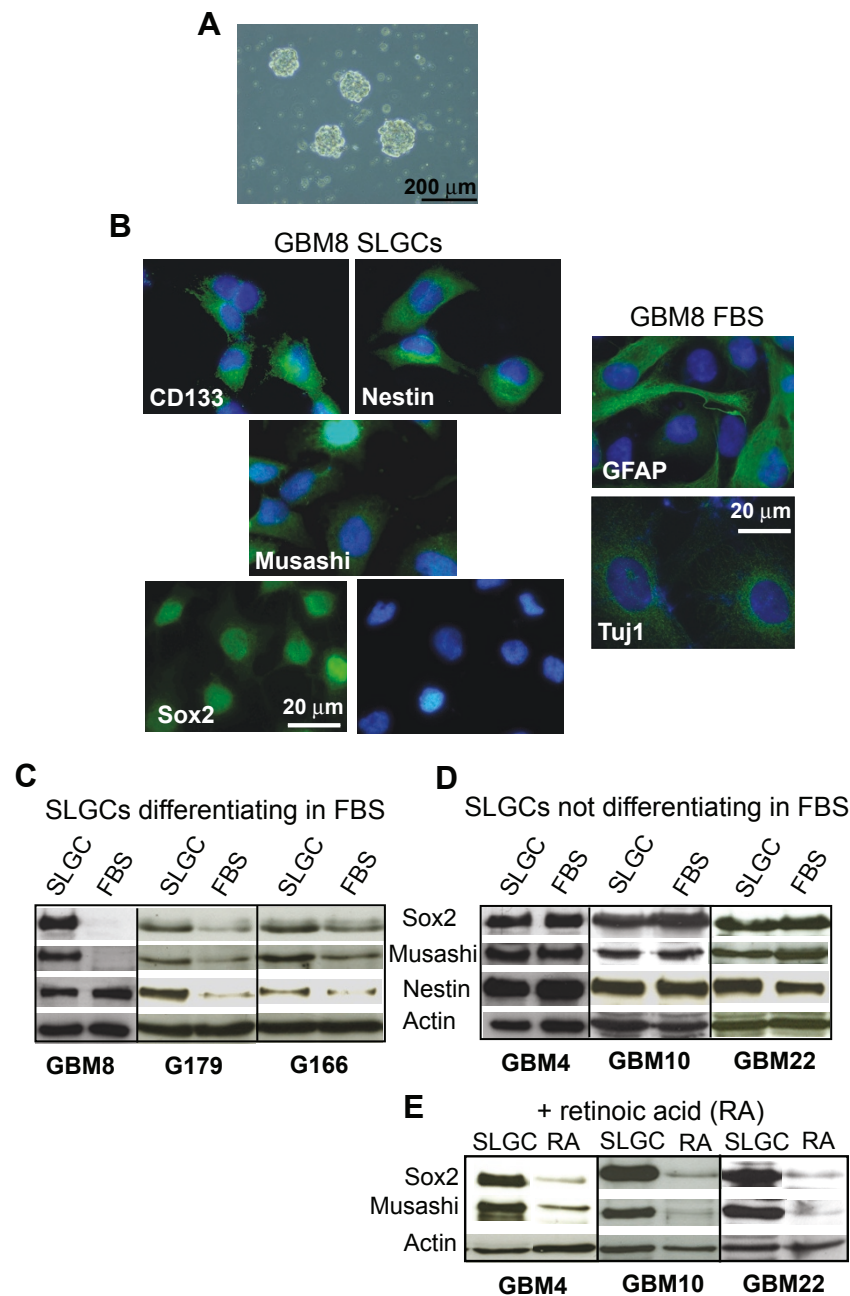 A
200 μm
B
GBM8 SLGCs
CD133
Nestin
Musashi
Sox2
20 μm
GBM8 FBS
GFAP
20 μm
Tuj1
C
SLGCs differentiating in FBS
SLGC FBS SLGC FBS SLGC FBS
D
SLGCs not differentiating in FBS
SLGC FBS SLGC FBS SLGC FBS
Sox2
Musashi
Nestin
Actin
GBM8 G179 G166
GBM4 GBM10 GBM22
E
+ retinoic acid (RA)
SLGC RA SLGC RA SLGC RA
Sox2
Musashi
Actin
GBM4 GBM10 GBM22